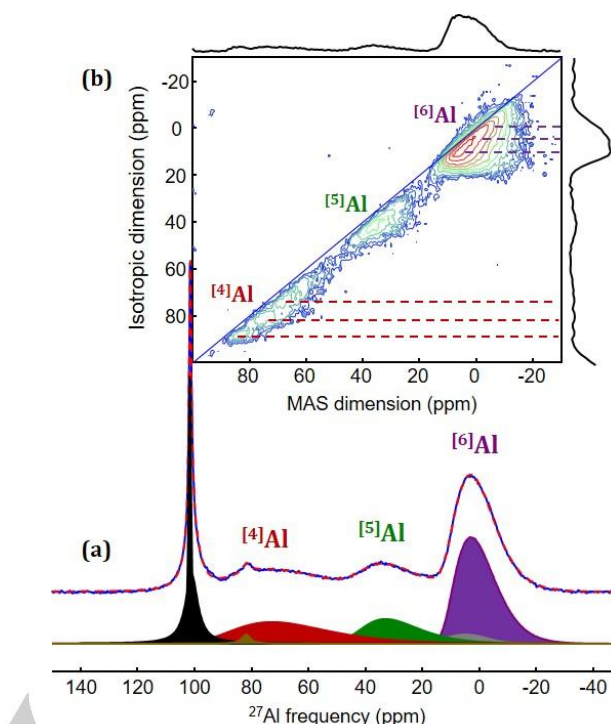 (b)
-20
0
20
40
60
80
Isotropic dimension (ppm)
[6]Al
[5]Al
[4]Al
80 60 40 20 0 -20
MAS dimension (ppm)
[6]Al
(a)
[4]Al
[5]Al
140 120 100 80 60 40 20 0 -20 -40
27Al frequency (ppm)